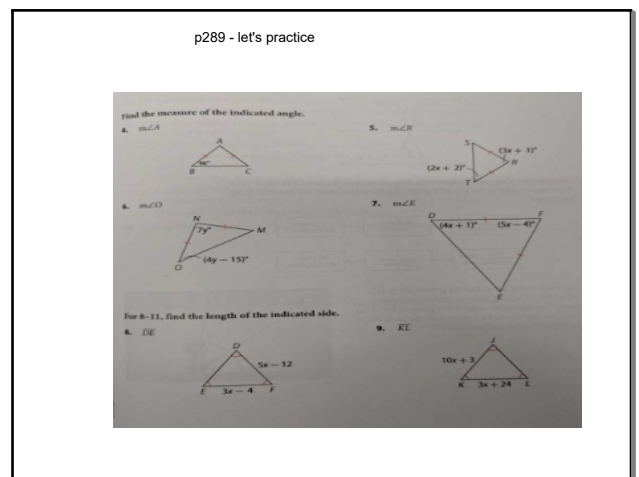 p289 - let's practice
Find the measure of the indicated angle.
4. m∠A
5. m∠R
A
B
C
S
(3x + 1)°
R
(2x + 2)°
T
6. m∠O
7. m∠E
N
7y°
M
(4y — 15)°
O
D
F
(4x + 1)°
(5x — 4)°
E
For 8–11, find the length of the indicated side.
8. DE
9. KL
D
5x — 12
E
3x — 4
F
J
10x + 3
K
3x + 24
L